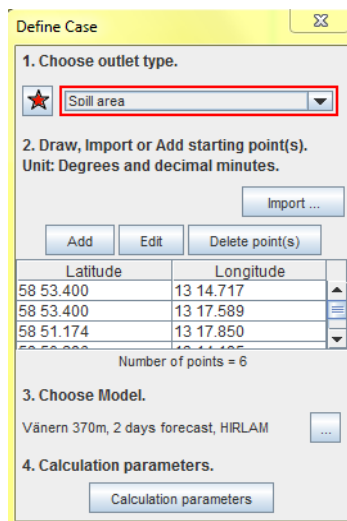 Define Case
1. Choose outlet type.
Spill area
2. Draw, Import or Add starting point(s).
Unit: Degrees and decimal minutes.
Import ...
Add Edit Delete point(s)
Latitude Longitude
58 53.400 13 14.717
58 53.400 13 17.589
58 51.174 13 17.850
Number of points = 6
3. Choose Model.
Vänern 370m, 2 days forecast, HIRLAM ...
4. Calculation parameters.
Calculation parameters